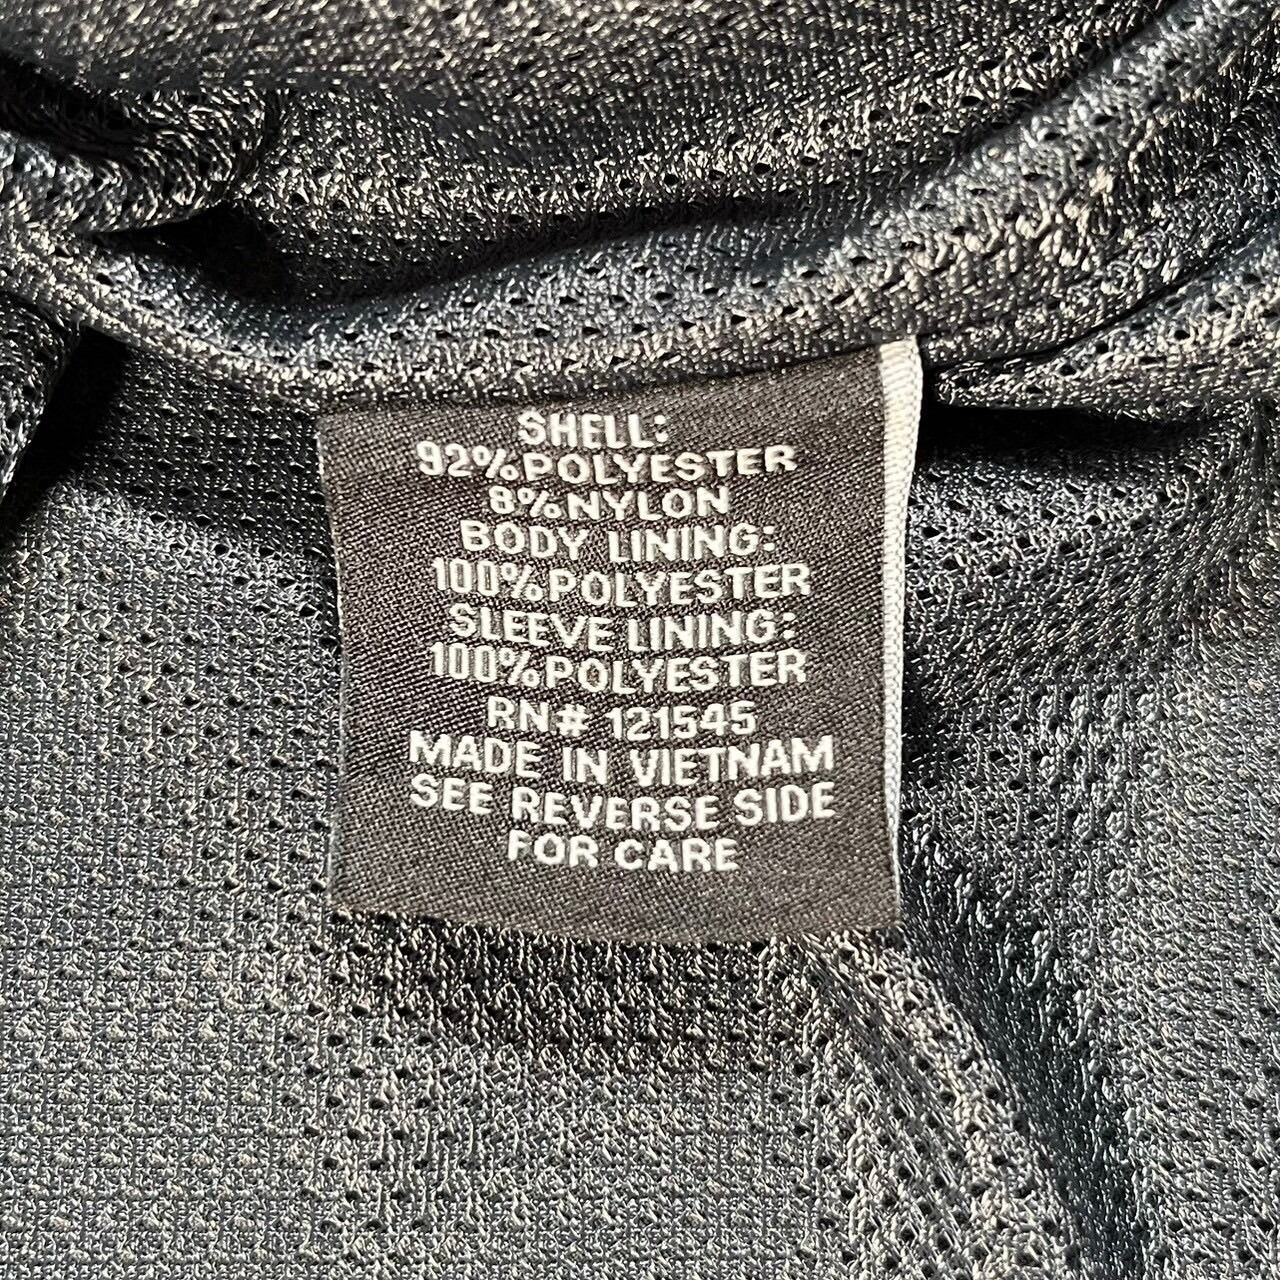 SHELL:
92%POLYESTER
8%NYLON
BODY LINING:
100%POLYESTER
SLEEVE LINING:
100%POLYESTER
RN# 121545
MADE IN VIETNAM
SEE REVERSE SIDE
FOR CARE